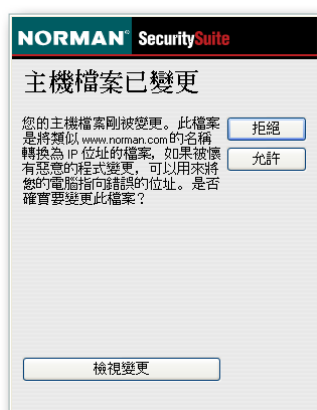 NORMAN® SecuritySuite
主機檔案已變更
您的主機檔案剛被變更。此檔案
是將類似 www.norman.com 的名稱
轉換為 IP 位址的檔案，如果被懷
有惡意的程式變更，可以用來將
您的電腦指向錯誤的位址。是否
確實要變更此檔案？
拒絕
允許
檢視變更